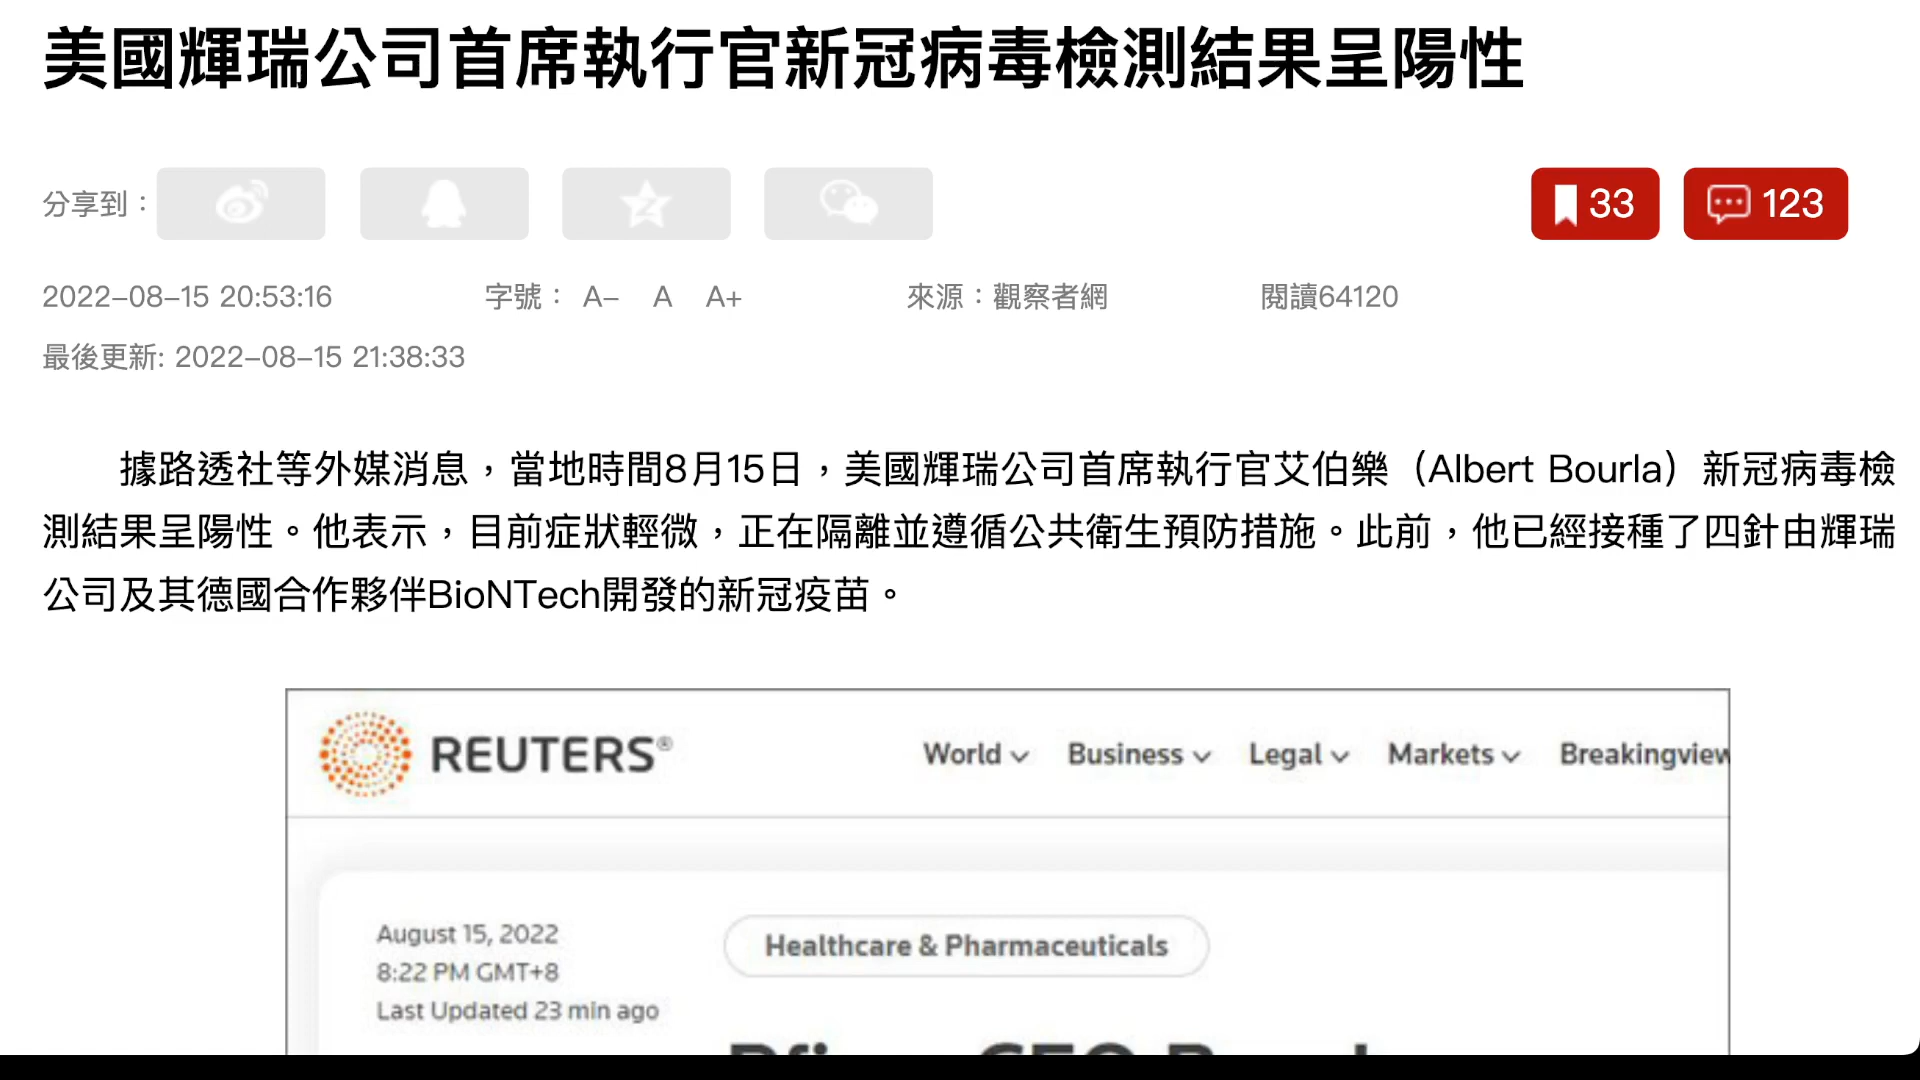 美國輝瑞公司首席執行官新冠病毒檢測結果呈陽性
分享到：
33
123
2022-08-15 20:53:16 字號： A- A A+ 來源：觀察者網 閱讀64120
最後更新: 2022-08-15 21:38:33
據路透社等外媒消息，當地時間8月15日，美國輝瑞公司首席執行官艾伯樂（Albert Bourla）新冠病毒檢
測結果呈陽性。他表示，目前症狀輕微，正在隔離並遵循公共衛生預防措施。此前，他已經接種了四針由輝瑞
公司及其德國合作夥伴BioNTech開發的新冠疫苗。
REUTERS®
World Business Legal Markets Breakingview
August 15, 2022
8:22 PM GMT+8
Last Updated 23 min ago
Healthcare & Pharmaceuticals